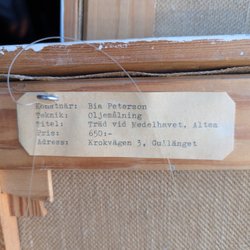 Konstnär: Bia Peterson
Teknik: Oljemålning
Titel: Träd vid Medelhavet, Altea
Pris: 650:-
Adress: Krokvägen 3, Gullänget